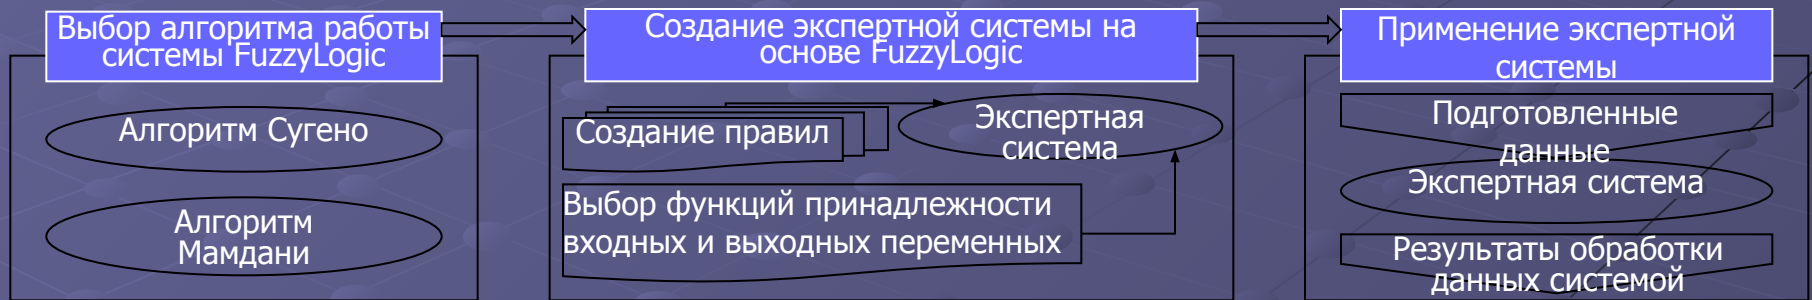 Выбор алгоритма работы
системы FuzzyLogic
Алгоритм Сугено
Алгоритм
Мамдани
Создание экспертной системы на
основе FuzzyLogic
Создание правил
Экспертная
система
Выбор функций принадлежности
входных и выходных переменных
Применение экспертной
системы
Подготовленные
данные
Экспертная система
Результаты обработки
данных системой